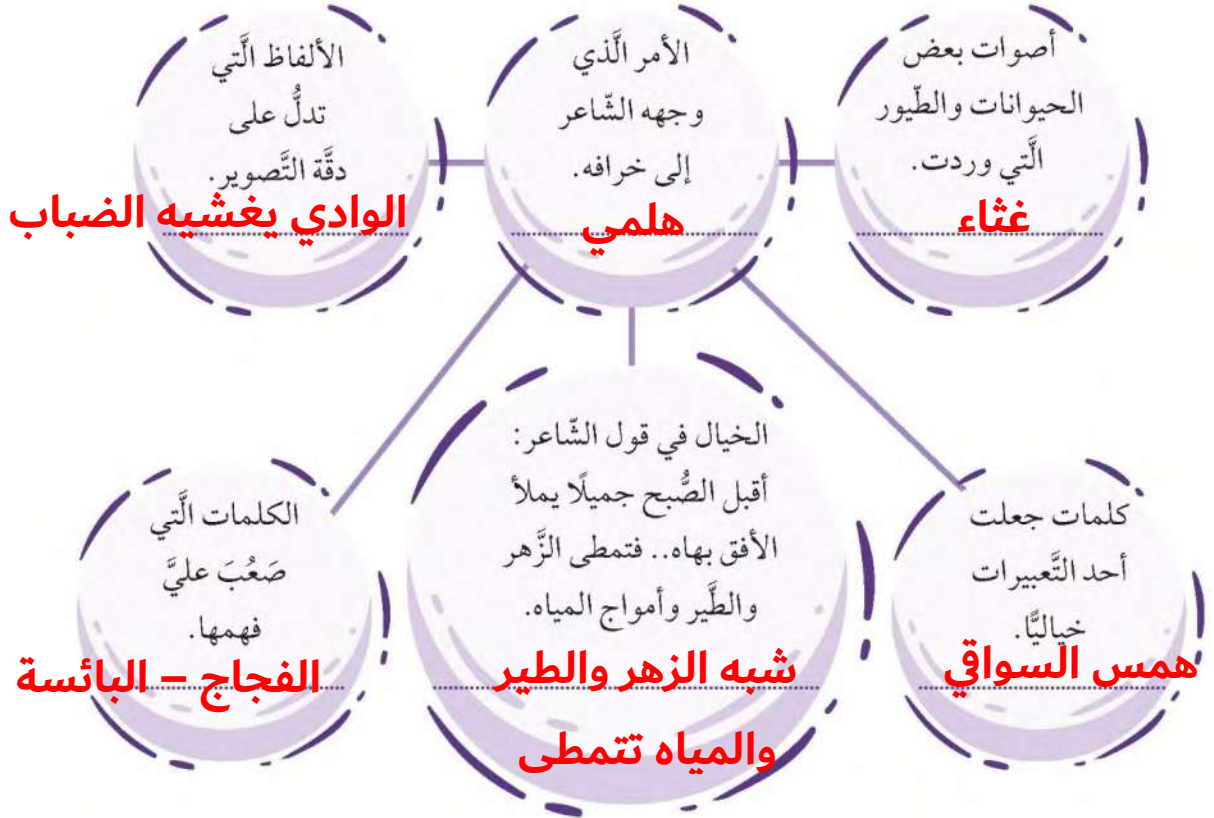 أصوات بعض
الحيوانات والطّيور
الَّتي وردت.
غثاء
الأمر الَّذي
وجهه الشّاعر
إلى خرافه.
هلمي
الألفاظ الَّتي
تدلُّ على
دقَّة التَّصوير.
الوادي يغشيه الضباب
كلمات جعلت
أحد التَّعبيرات
خياليًّا.
همس السواقي
الخيال في قول الشّاعر:
أقبل الصُّبح جميلًا يملأ
الأفق بهاه.. فتمطى الزَّهر
والطَّير وأمواج المياه.
شبه الزهر والطير
والمياه تتمطى
الكلمات الَّتي
صَعُبَ عليَّ
فهمها.
الفجاج – البائسة